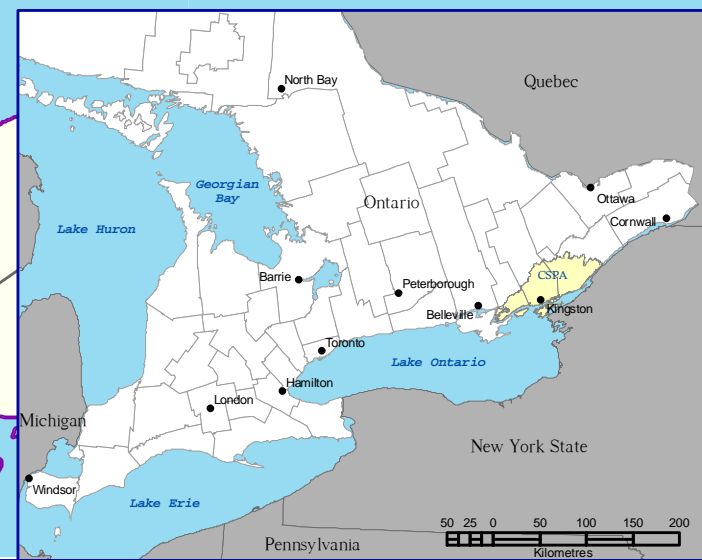 North Bay
Quebec
Georgian
Bay
Ontario
Ottawa
Cornwall
Lake Huron
CSPA
Barrie
Peterborough
Belleville
Kingston
Toronto
Lake Ontario
Hamilton
London
Michigan
New York State
Windsor
Lake Erie
Pennsylvania
50 25 0 50 100 150 200
Kilometres